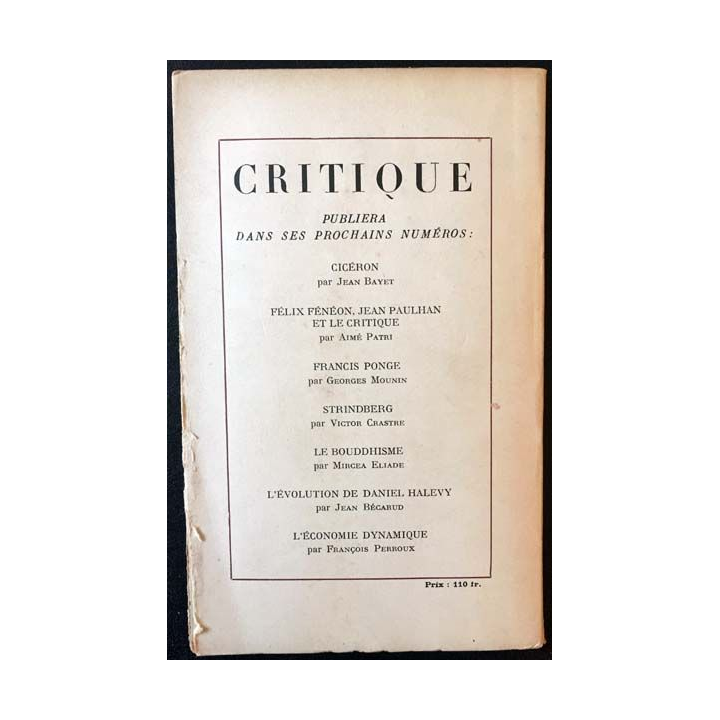 CRITIQUE
PUBLIERA
DANS SES PROCHAINS NUMÉROS :
CICÉRON
par JEAN BAYET
FÉLIX FÉNÉON, JEAN PAULHAN
ET LE CRITIQUE
par AIMÉ PATRI
FRANCIS PONGE
par GEORGES MOUNIN
STRINDBERG
par VICTOR CRASTRE
LE BOUDDHISME
par MIRCEA ELIADE
L'ÉVOLUTION DE DANIEL HALEVY
par JEAN BÉCARUD
L'ÉCONOMIE DYNAMIQUE
par FRANÇOIS PERROUX
Prix : 110 fr.